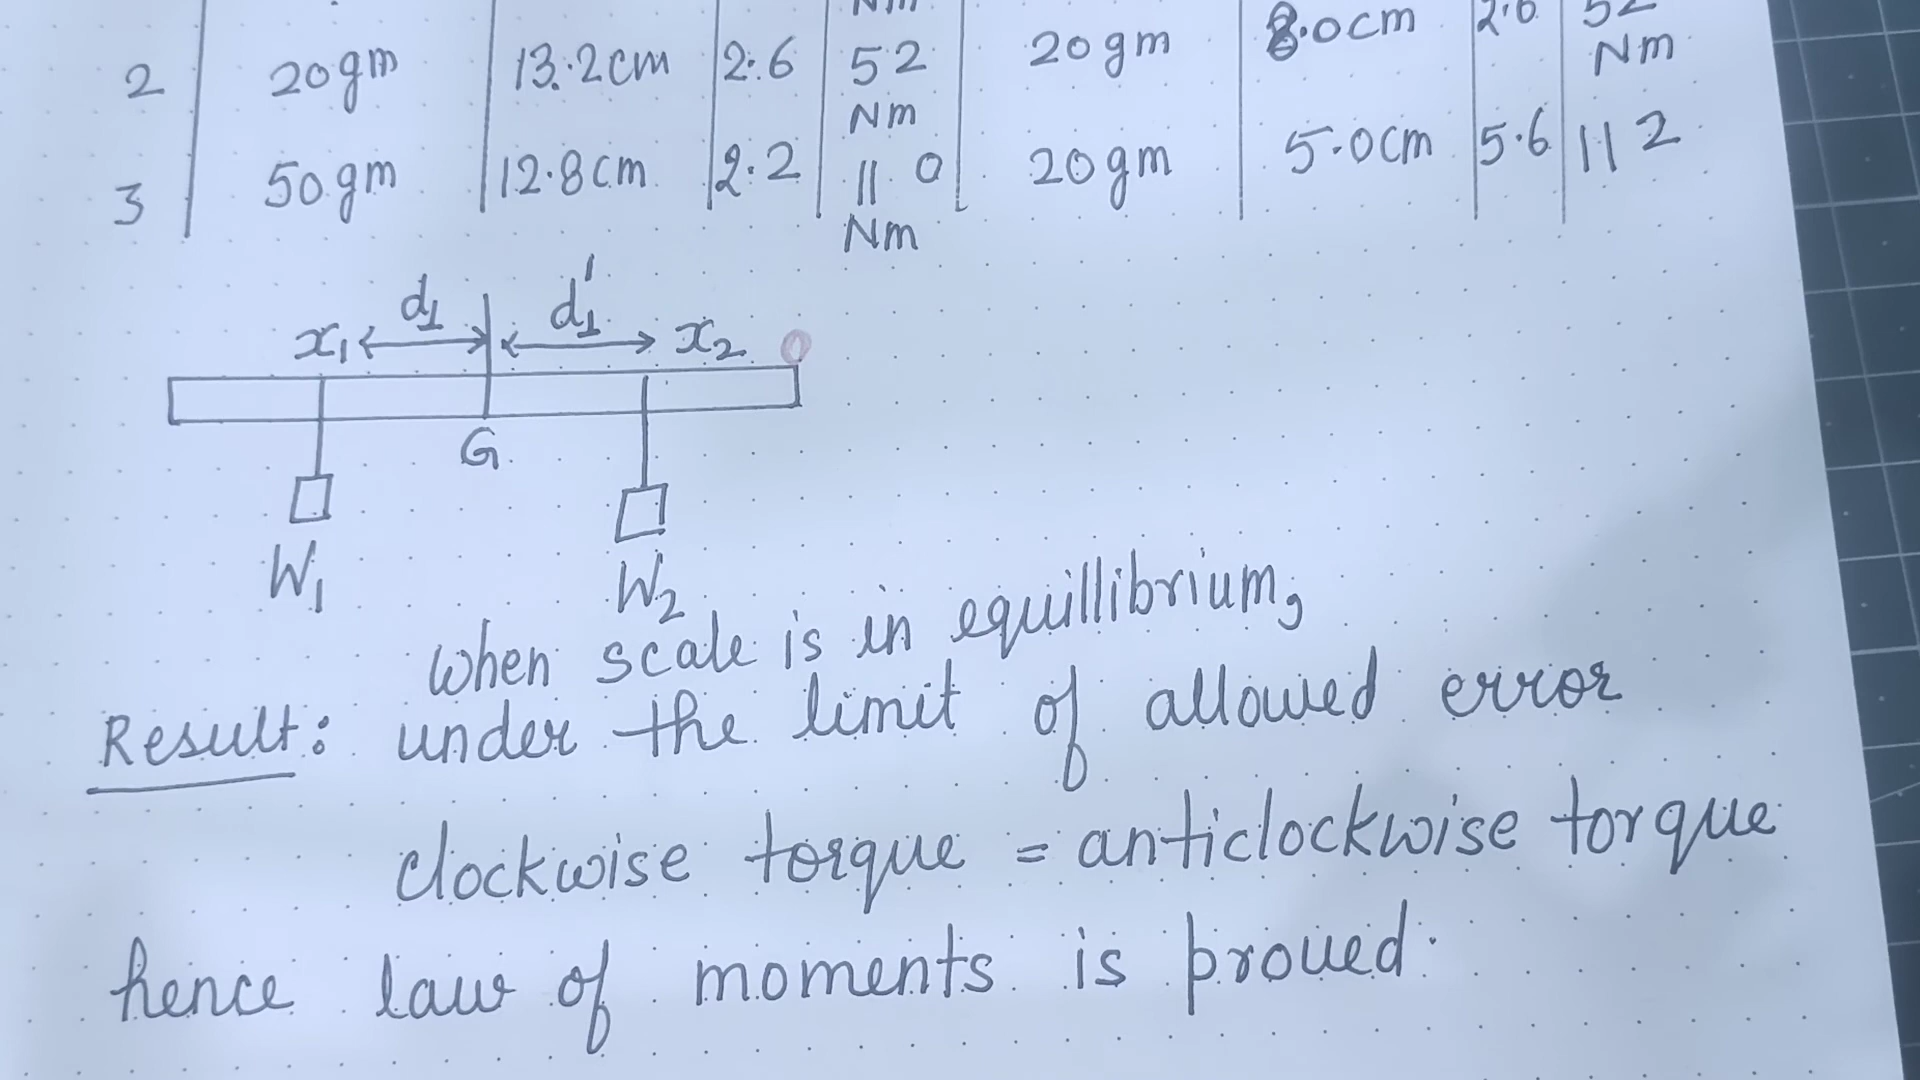 2 20gm 13.2cm 2.6 52 Nm 20gm 8.0cm 2.6 52 Nm
3 50gm 12.8cm 2.2 110 Nm 20gm 5.0cm 5.6 112
d1 d1'
x1 x2 0
G
W1 W2
when scale is in equillibrium,
Result: under the limit of allowed error
clockwise torque = anticlockwise torque
hence law of moments is proved.